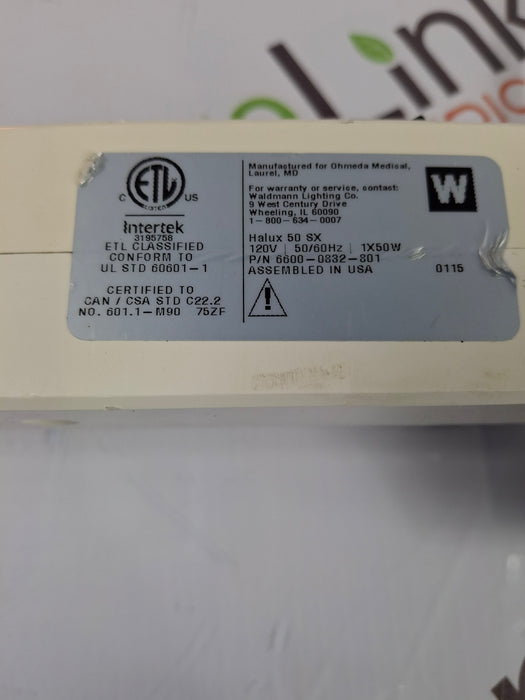 Link
C ETL US
Intertek
3195758
ETL CLASSIFIED
CONFORM TO
UL STD 60601-1
CERTIFIED TO
CAN / CSA STD C22.2
NO. 601.1-M90 75ZF
Manufactured for Ohmeda Medical,
Laurel, MD
For warranty or service, contact:
Waldmann Lighting Co.
9 West Century Drive
Wheeling, IL 60090
1-800-634-0007
Halux 50 SX
120V | 50/60Hz | 1X50W
P/N 6600-0832-801
ASSEMBLED IN USA
W
0115